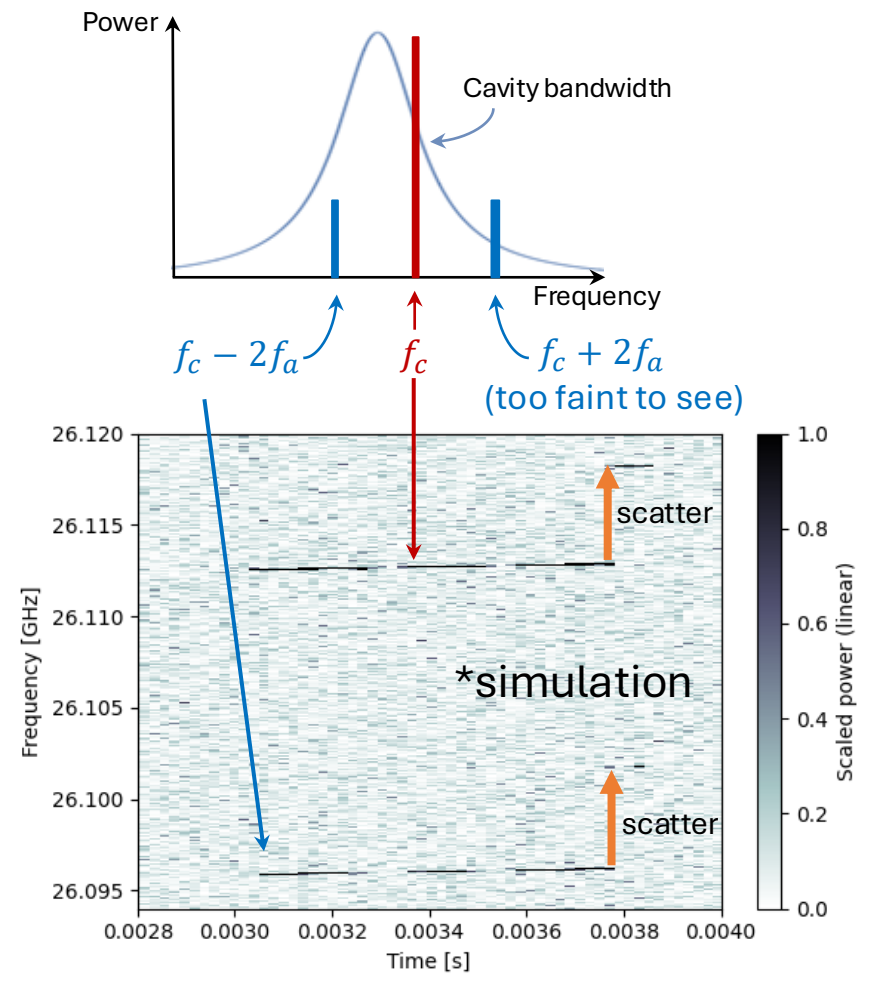 Power
Cavity bandwidth
Frequency
f_c − 2f_a
f_c
f_c + 2f_a
(too faint to see)
26.120
26.115
26.110
26.105
26.100
26.095
Frequency [GHz]
scatter
*simulation
scatter
0.0028
0.0030
0.0032
0.0034
0.0036
0.0038
0.0040
Time [s]
1.0
0.8
0.6
0.4
0.2
0.0
Scaled power (linear)